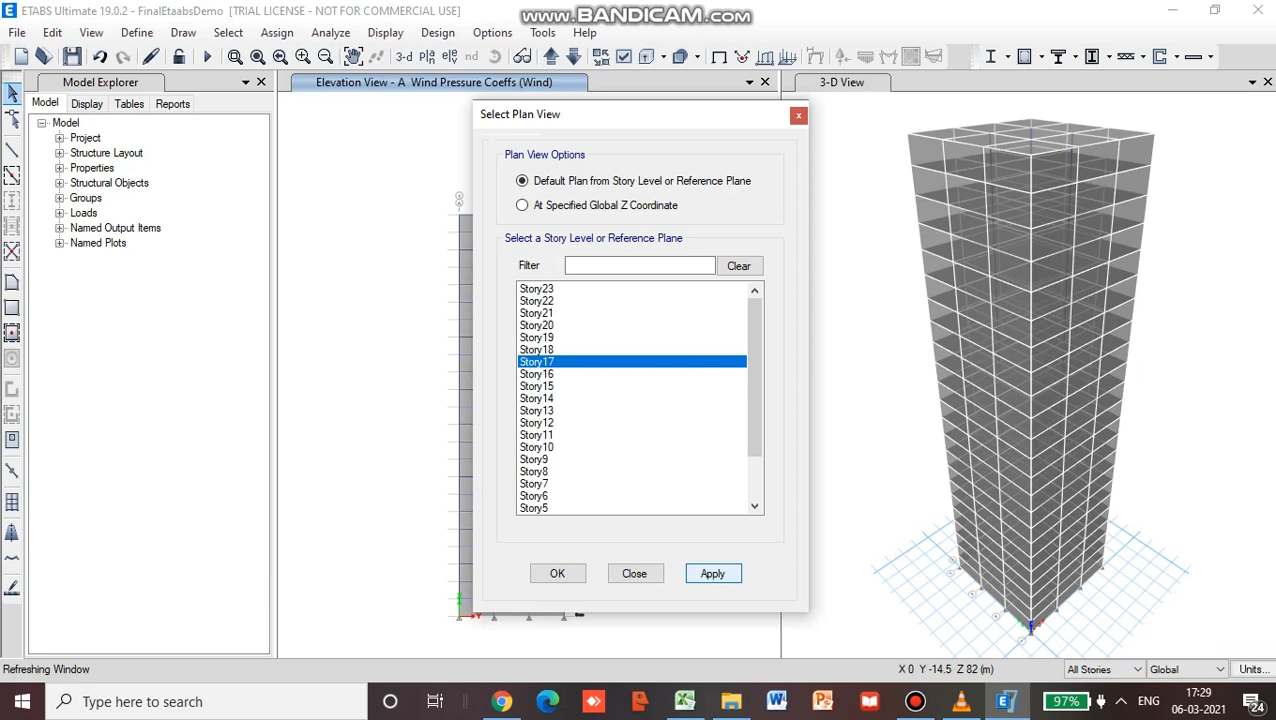 ETABS Ultimate 19.0.2 - FinalEtaabsDemo [TRIAL LICENSE - NOT FOR COMMERCIAL USE]
www.BANDICAM.com
File Edit View Define Draw Select Assign Analyze Display Design Options Tools Help
3-d
nd
Model Explorer
Elevation View - A Wind Pressure Coeffs (Wind)
3-D View
Model Display Tables Reports
Model
Project
Structure Layout
Properties
Structural Objects
Groups
Loads
Named Output Items
Named Plots
Select Plan View
Plan View Options
Default Plan from Story Level or Reference Plane
At Specified Global Z Coordinate
Select a Story Level or Reference Plane
Filter
Clear
Story23
Story22
Story21
Story20
Story19
Story18
Story17
Story16
Story15
Story14
Story13
Story12
Story11
Story10
Story9
Story8
Story7
Story6
Story5
OK Close Apply
Y
Refreshing Window
X 0 Y -14.5 Z 82 (m)
All Stories
Global
Units...
Type here to search
97%
ENG
17:29
06-03-2021
24